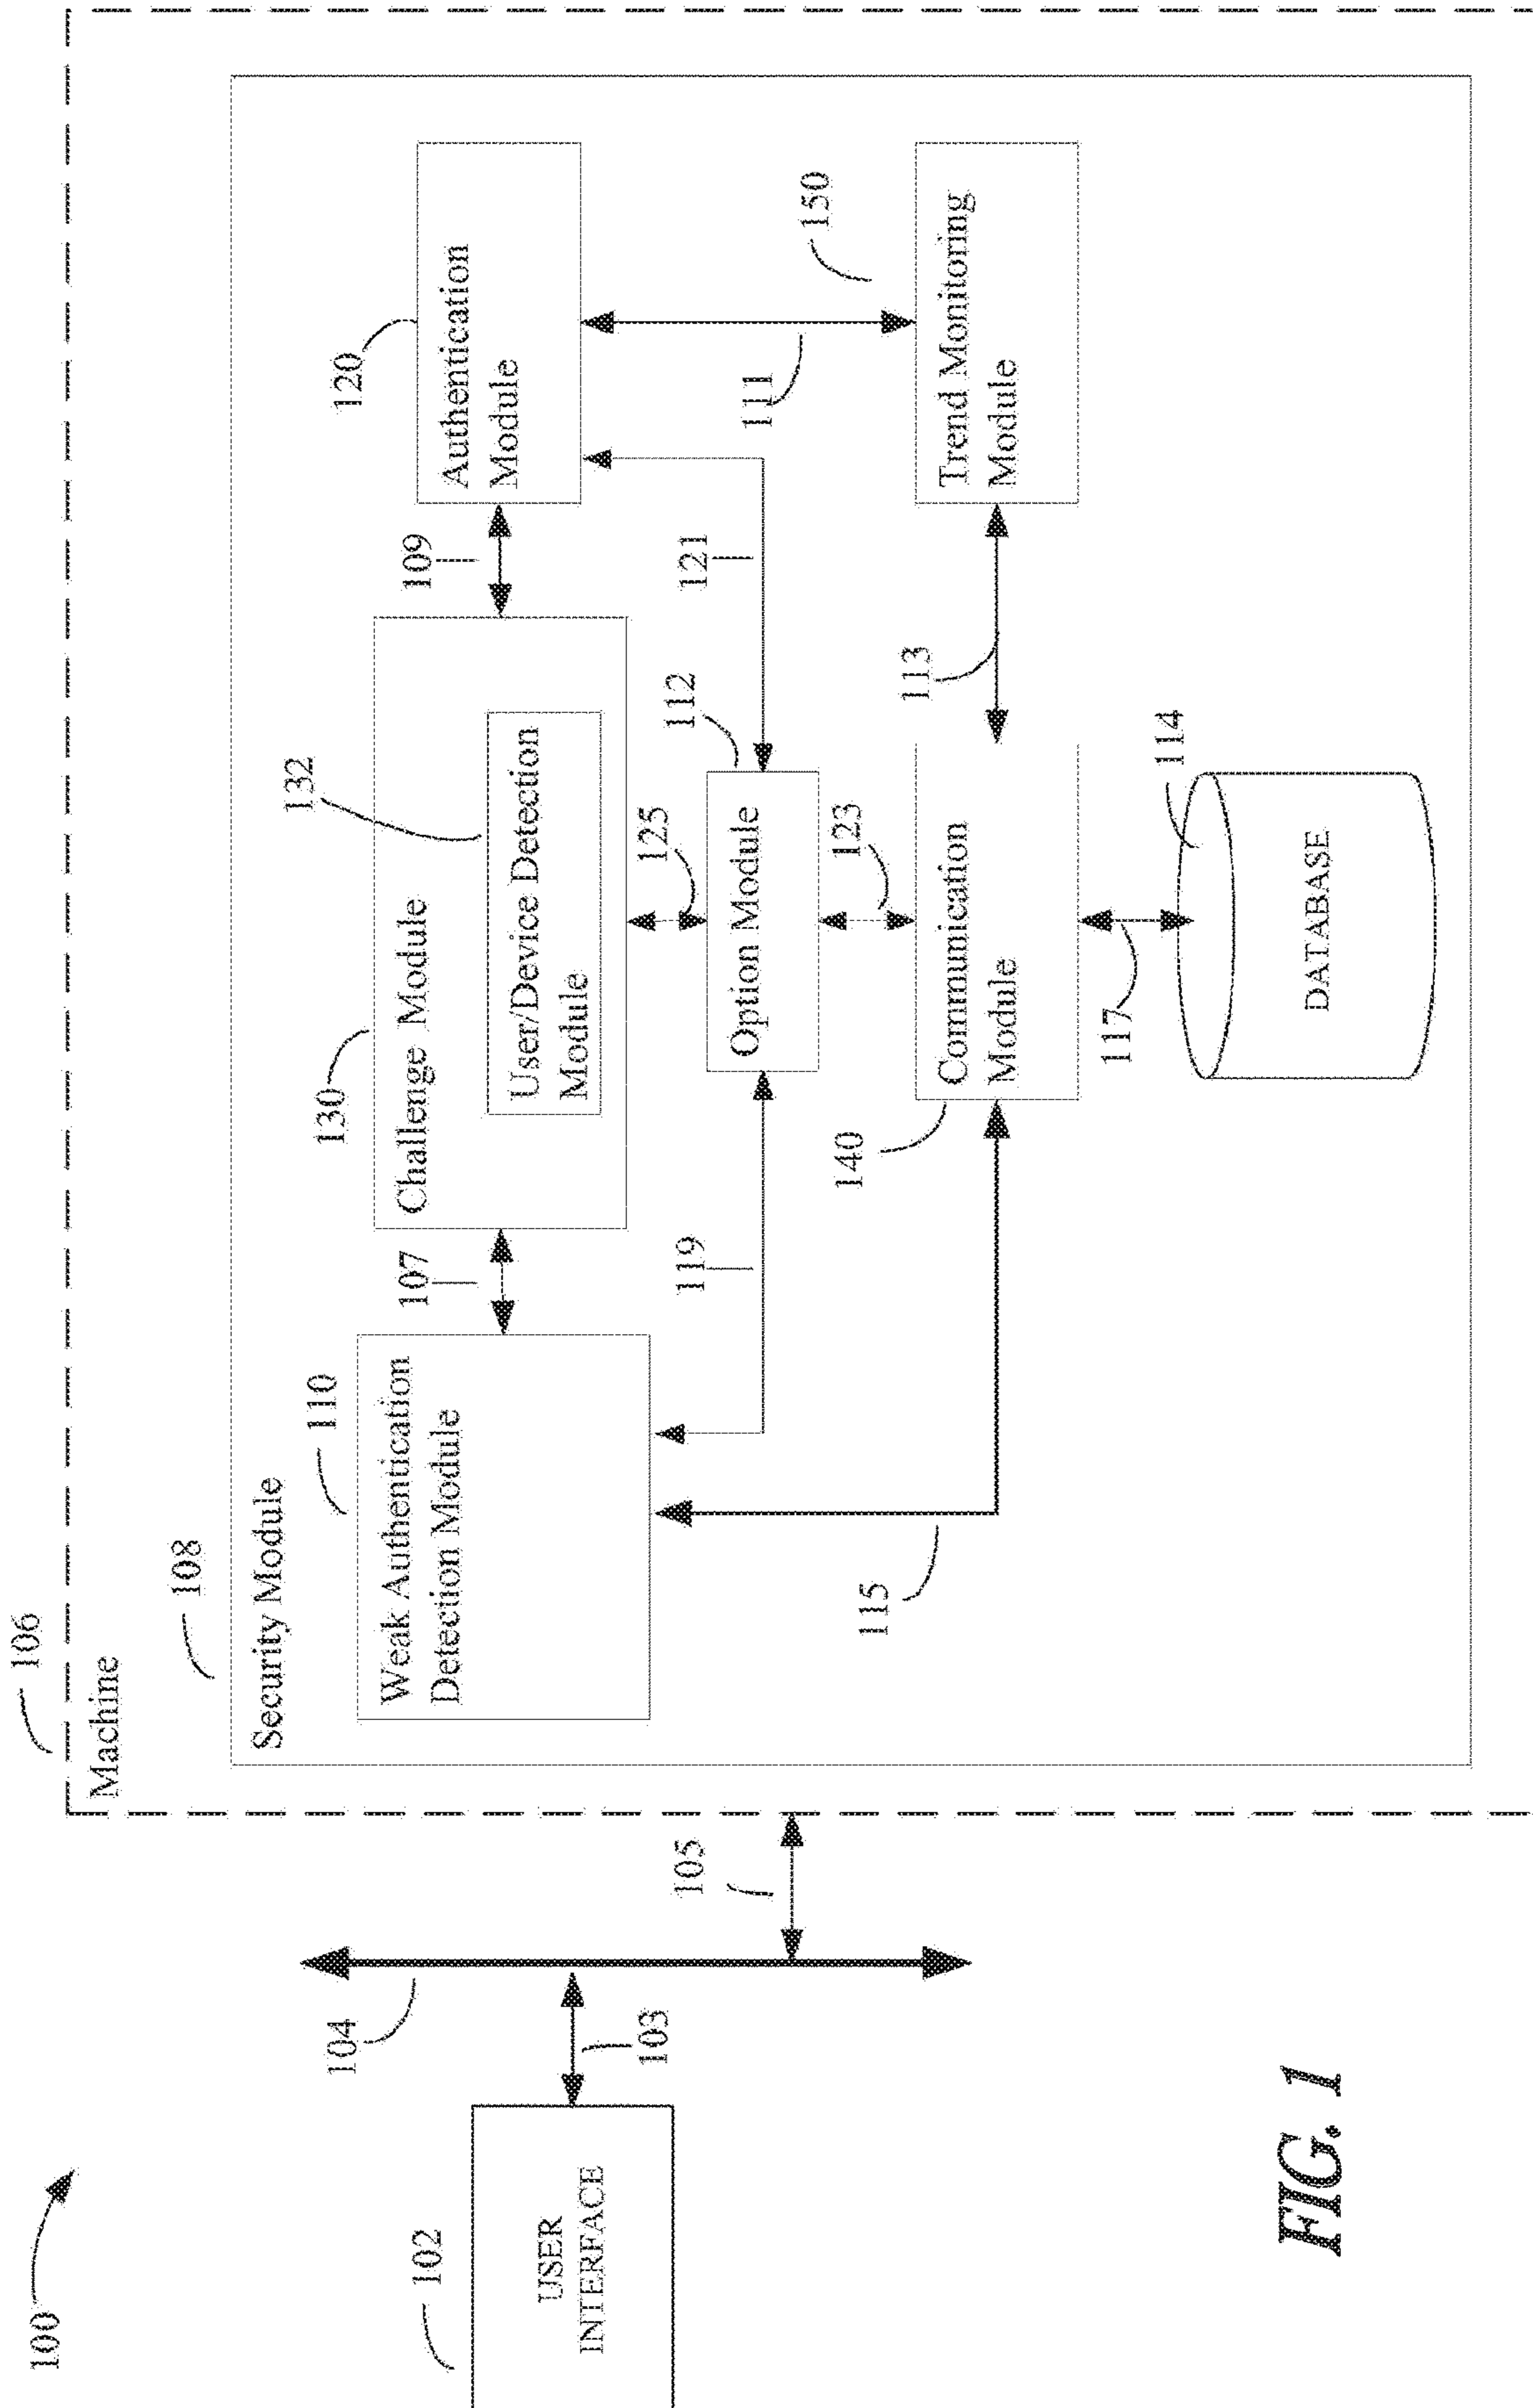 100
106
Machine
108
Security Module
102
USER
INTERFACE
103
104
105
110
Weak Authentication
Detection Module
107
130
Challenge Module
132
User/Device Detection
Module
109
120
Authentication
Module
119
125
112
Option Module
121
111
150
115
140
Communication
Module
123
113
Trend Monitoring
Module
117
114
DATABASE
FIG. 1